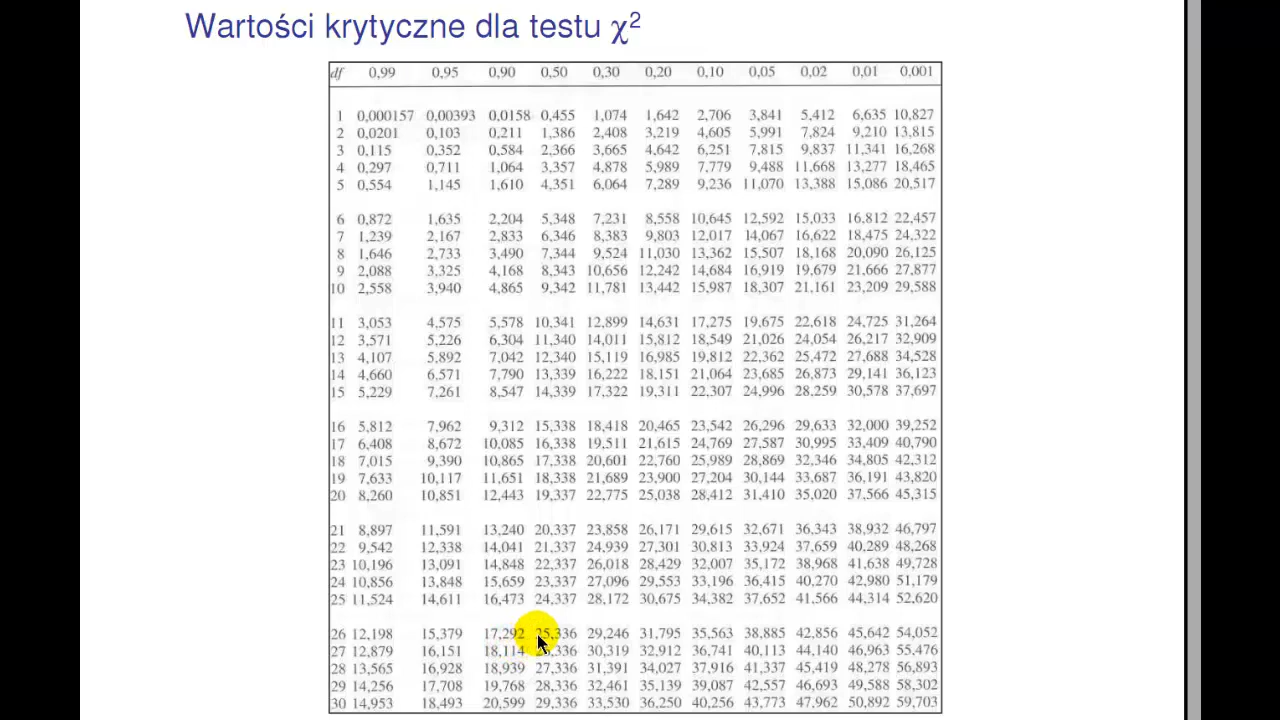 Wartości krytyczne dla testu χ²
df 0,99 0,95 0,90 0,50 0,30 0,20 0,10 0,05 0,02 0,01 0,001
1 0,000157 0,00393 0,0158 0,455 1,074 1,642 2,706 3,841 5,412 6,635 10,827
2 0,0201 0,103 0,211 1,386 2,408 3,219 4,605 5,991 7,824 9,210 13,815
3 0,115 0,352 0,584 2,366 3,665 4,642 6,251 7,815 9,837 11,341 16,268
4 0,297 0,711 1,064 3,357 4,878 5,989 7,779 9,488 11,668 13,277 18,465
5 0,554 1,145 1,610 4,351 6,064 7,289 9,236 11,070 13,388 15,086 20,517
6 0,872 1,635 2,204 5,348 7,231 8,558 10,645 12,592 15,033 16,812 22,457
7 1,239 2,167 2,833 6,346 8,383 9,803 12,017 14,067 16,622 18,475 24,322
8 1,646 2,733 3,490 7,344 9,524 11,030 13,362 15,507 18,168 20,090 26,125
9 2,088 3,325 4,168 8,343 10,656 12,242 14,684 16,919 19,679 21,666 27,877
10 2,558 3,940 4,865 9,342 11,781 13,442 15,987 18,307 21,161 23,209 29,588
11 3,053 4,575 5,578 10,341 12,899 14,631 17,275 19,675 22,618 24,725 31,264
12 3,571 5,226 6,304 11,340 14,011 15,812 18,549 21,026 24,054 26,217 32,909
13 4,107 5,892 7,042 12,340 15,119 16,985 19,812 22,362 25,472 27,688 34,528
14 4,660 6,571 7,790 13,339 16,222 18,151 21,064 23,685 26,873 29,141 36,123
15 5,229 7,261 8,547 14,339 17,322 19,311 22,307 24,996 28,259 30,578 37,697
16 5,812 7,962 9,312 15,338 18,418 20,465 23,542 26,296 29,633 32,000 39,252
17 6,408 8,672 10,085 16,338 19,511 21,615 24,769 27,587 30,995 33,409 40,790
18 7,015 9,390 10,865 17,338 20,601 22,760 25,989 28,869 32,346 34,805 42,312
19 7,633 10,117 11,651 18,338 21,689 23,900 27,204 30,144 33,687 36,191 43,820
20 8,260 10,851 12,443 19,337 22,775 25,038 28,412 31,410 35,020 37,566 45,315
21 8,897 11,591 13,240 20,337 23,858 26,171 29,615 32,671 36,343 38,932 46,797
22 9,542 12,338 14,041 21,337 24,939 27,301 30,813 33,924 37,659 40,289 48,268
23 10,196 13,091 14,848 22,337 26,018 28,429 32,007 35,172 38,968 41,638 49,728
24 10,856 13,848 15,659 23,337 27,096 29,553 33,196 36,415 40,270 42,980 51,179
25 11,524 14,611 16,473 24,337 28,172 30,675 34,382 37,652 41,566 44,314 52,620
26 12,198 15,379 17,292 25,336 29,246 31,795 35,563 38,885 42,856 45,642 54,052
27 12,879 16,151 18,114 30,319 32,912 36,741 40,113 44,140 46,963 55,476
28 13,565 16,928 18,939 27,336 31,391 34,027 37,916 41,337 45,419 48,278 56,893
29 14,256 17,708 19,768 28,336 32,461 35,139 39,087 42,557 46,693 49,588 58,302
30 14,953 18,493 20,599 29,336 33,530 36,250 40,256 43,773 47,962 50,892 59,703